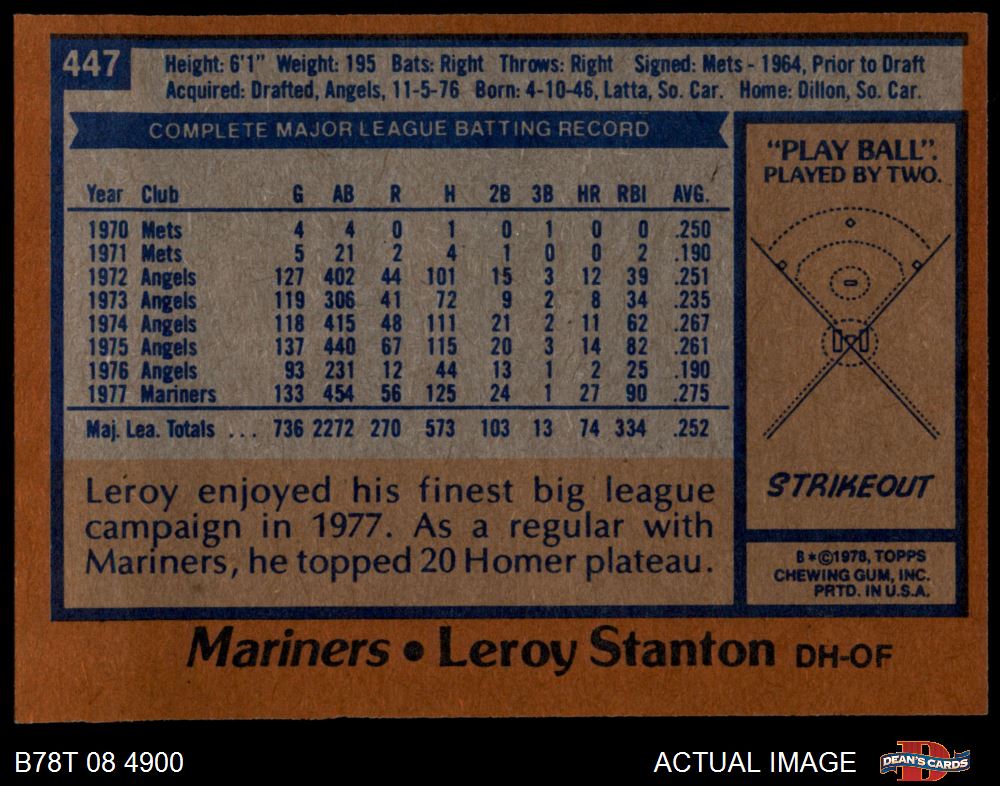 447
Height: 6'1" Weight: 195 Bats: Right Throws: Right Signed: Mets - 1964, Prior to Draft
Acquired: Drafted, Angels, 11-5-76 Born: 4-10-46, Latta, So. Car. Home: Dillon, So. Car.
COMPLETE MAJOR LEAGUE BATTING RECORD
Year Club G AB R H 2B 3B HR RBI AVG.
1970 Mets 4 4 0 1 0 1 0 0 .250
1971 Mets 5 21 2 4 1 0 0 2 .190
1972 Angels 127 402 44 101 15 3 12 39 .251
1973 Angels 119 306 41 72 9 2 8 34 .235
1974 Angels 118 415 48 111 21 2 11 62 .267
1975 Angels 137 440 67 115 20 3 14 82 .261
1976 Angels 93 231 12 44 13 1 2 25 .190
1977 Mariners 133 454 56 125 24 1 27 90 .275
Maj. Lea. Totals ... 736 2272 270 573 103 13 74 334 .252
Leroy enjoyed his finest big league
campaign in 1977. As a regular with
Mariners, he topped 20 Homer plateau.
"PLAY BALL".
PLAYED BY TWO.
STRIKEOUT
B*©1978, TOPPS
CHEWING GUM, INC.
PRTD. IN U.S.A.
Mariners • Leroy Stanton DH-OF
B78T 08 4900
ACTUAL IMAGE
D
DEAN'S CARDS